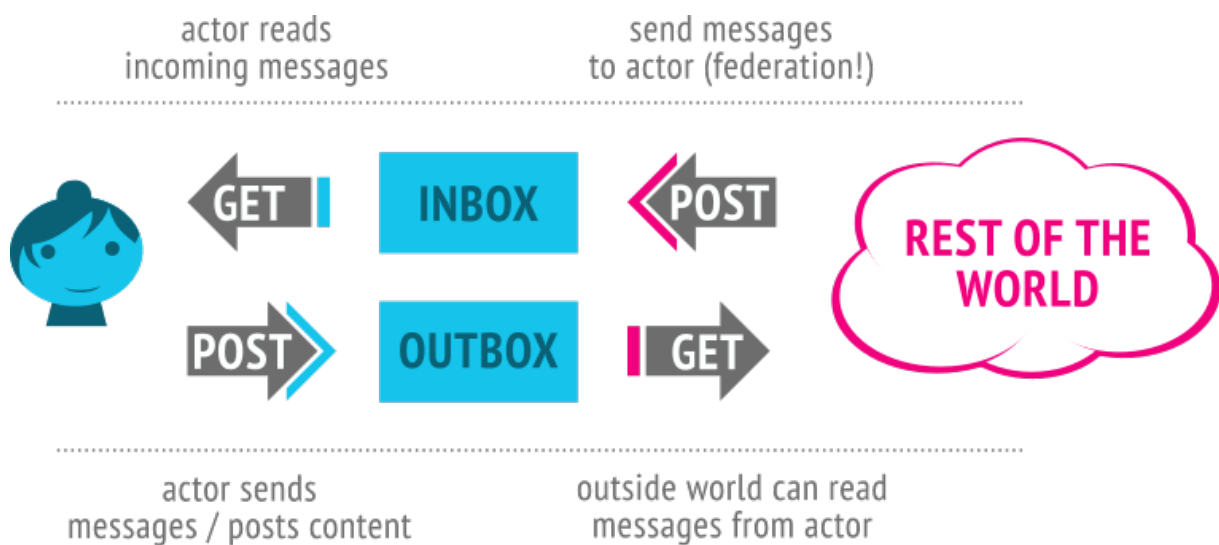 actor reads
incoming messages
send messages
to actor (federation!)
GET
INBOX
POST
REST OF THE
WORLD
POST
OUTBOX
GET
actor sends
messages / posts content
outside world can read
messages from actor